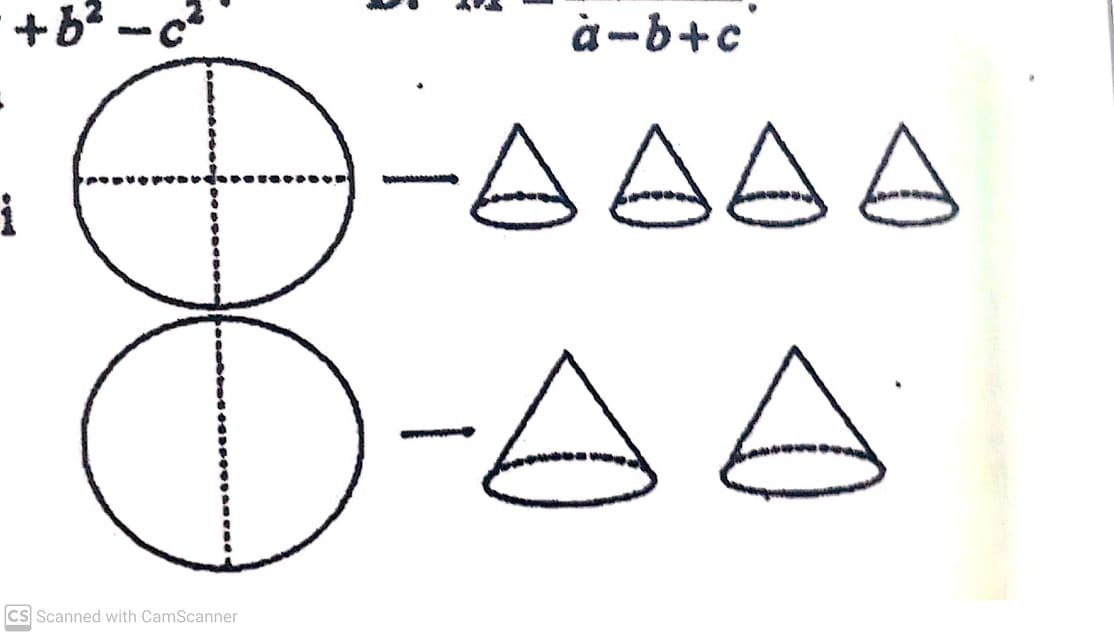 +b² −c²
a−b+c
i
CS Scanned with CamScanner